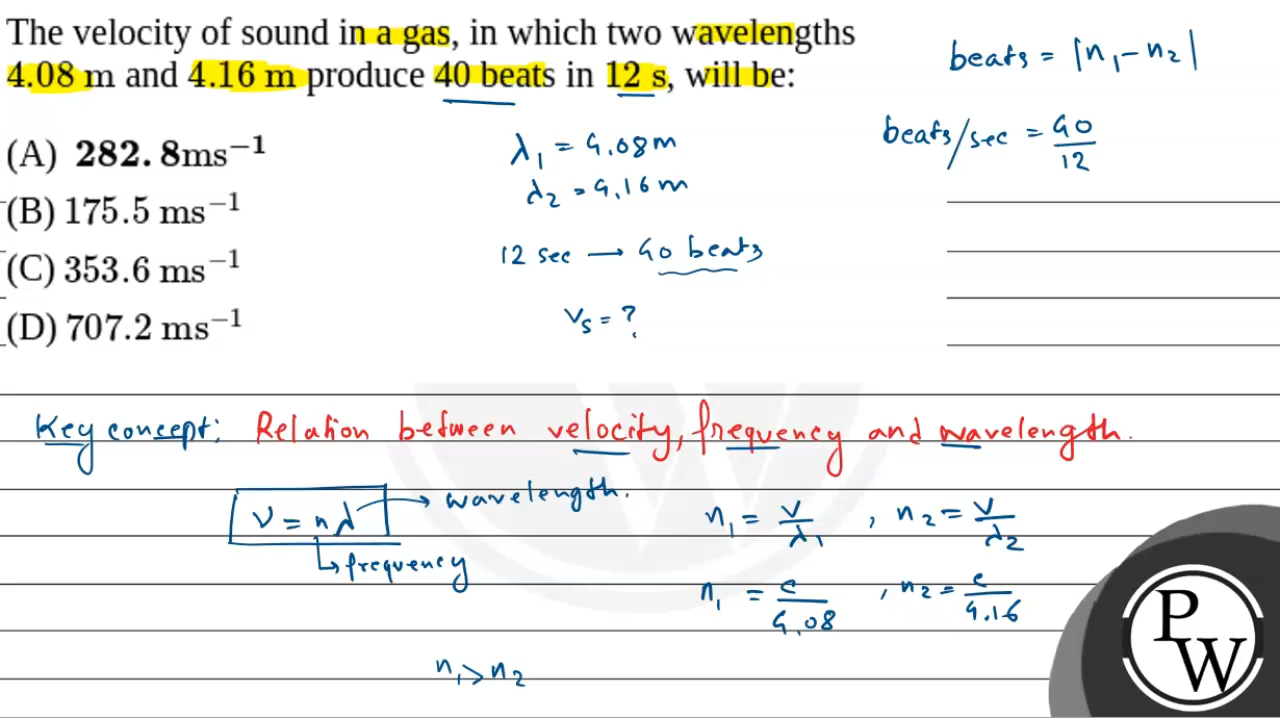 The velocity of sound in a gas, in which two wavelengths
4.08 m and 4.16 m produce 40 beats in 12 s, will be:
(A) 282.8ms⁻¹
(B) 175.5 ms⁻¹
(C) 353.6 ms⁻¹
(D) 707.2 ms⁻¹
λ₁ = 4.08m
λ₂ = 4.16m
12 sec → 40 beats
Vₛ = ?
beats = |n₁ - n₂|
beats/sec = 40/12
Key concept: Relation between velocity, frequency and wavelength.
v = nλ → wavelength.
↳ frequency
n₁ = v/λ₁ , n₂ = v/λ₂
n₁ = c/4.08 , n₂ = c/4.16
n₁ > n₂
P
W